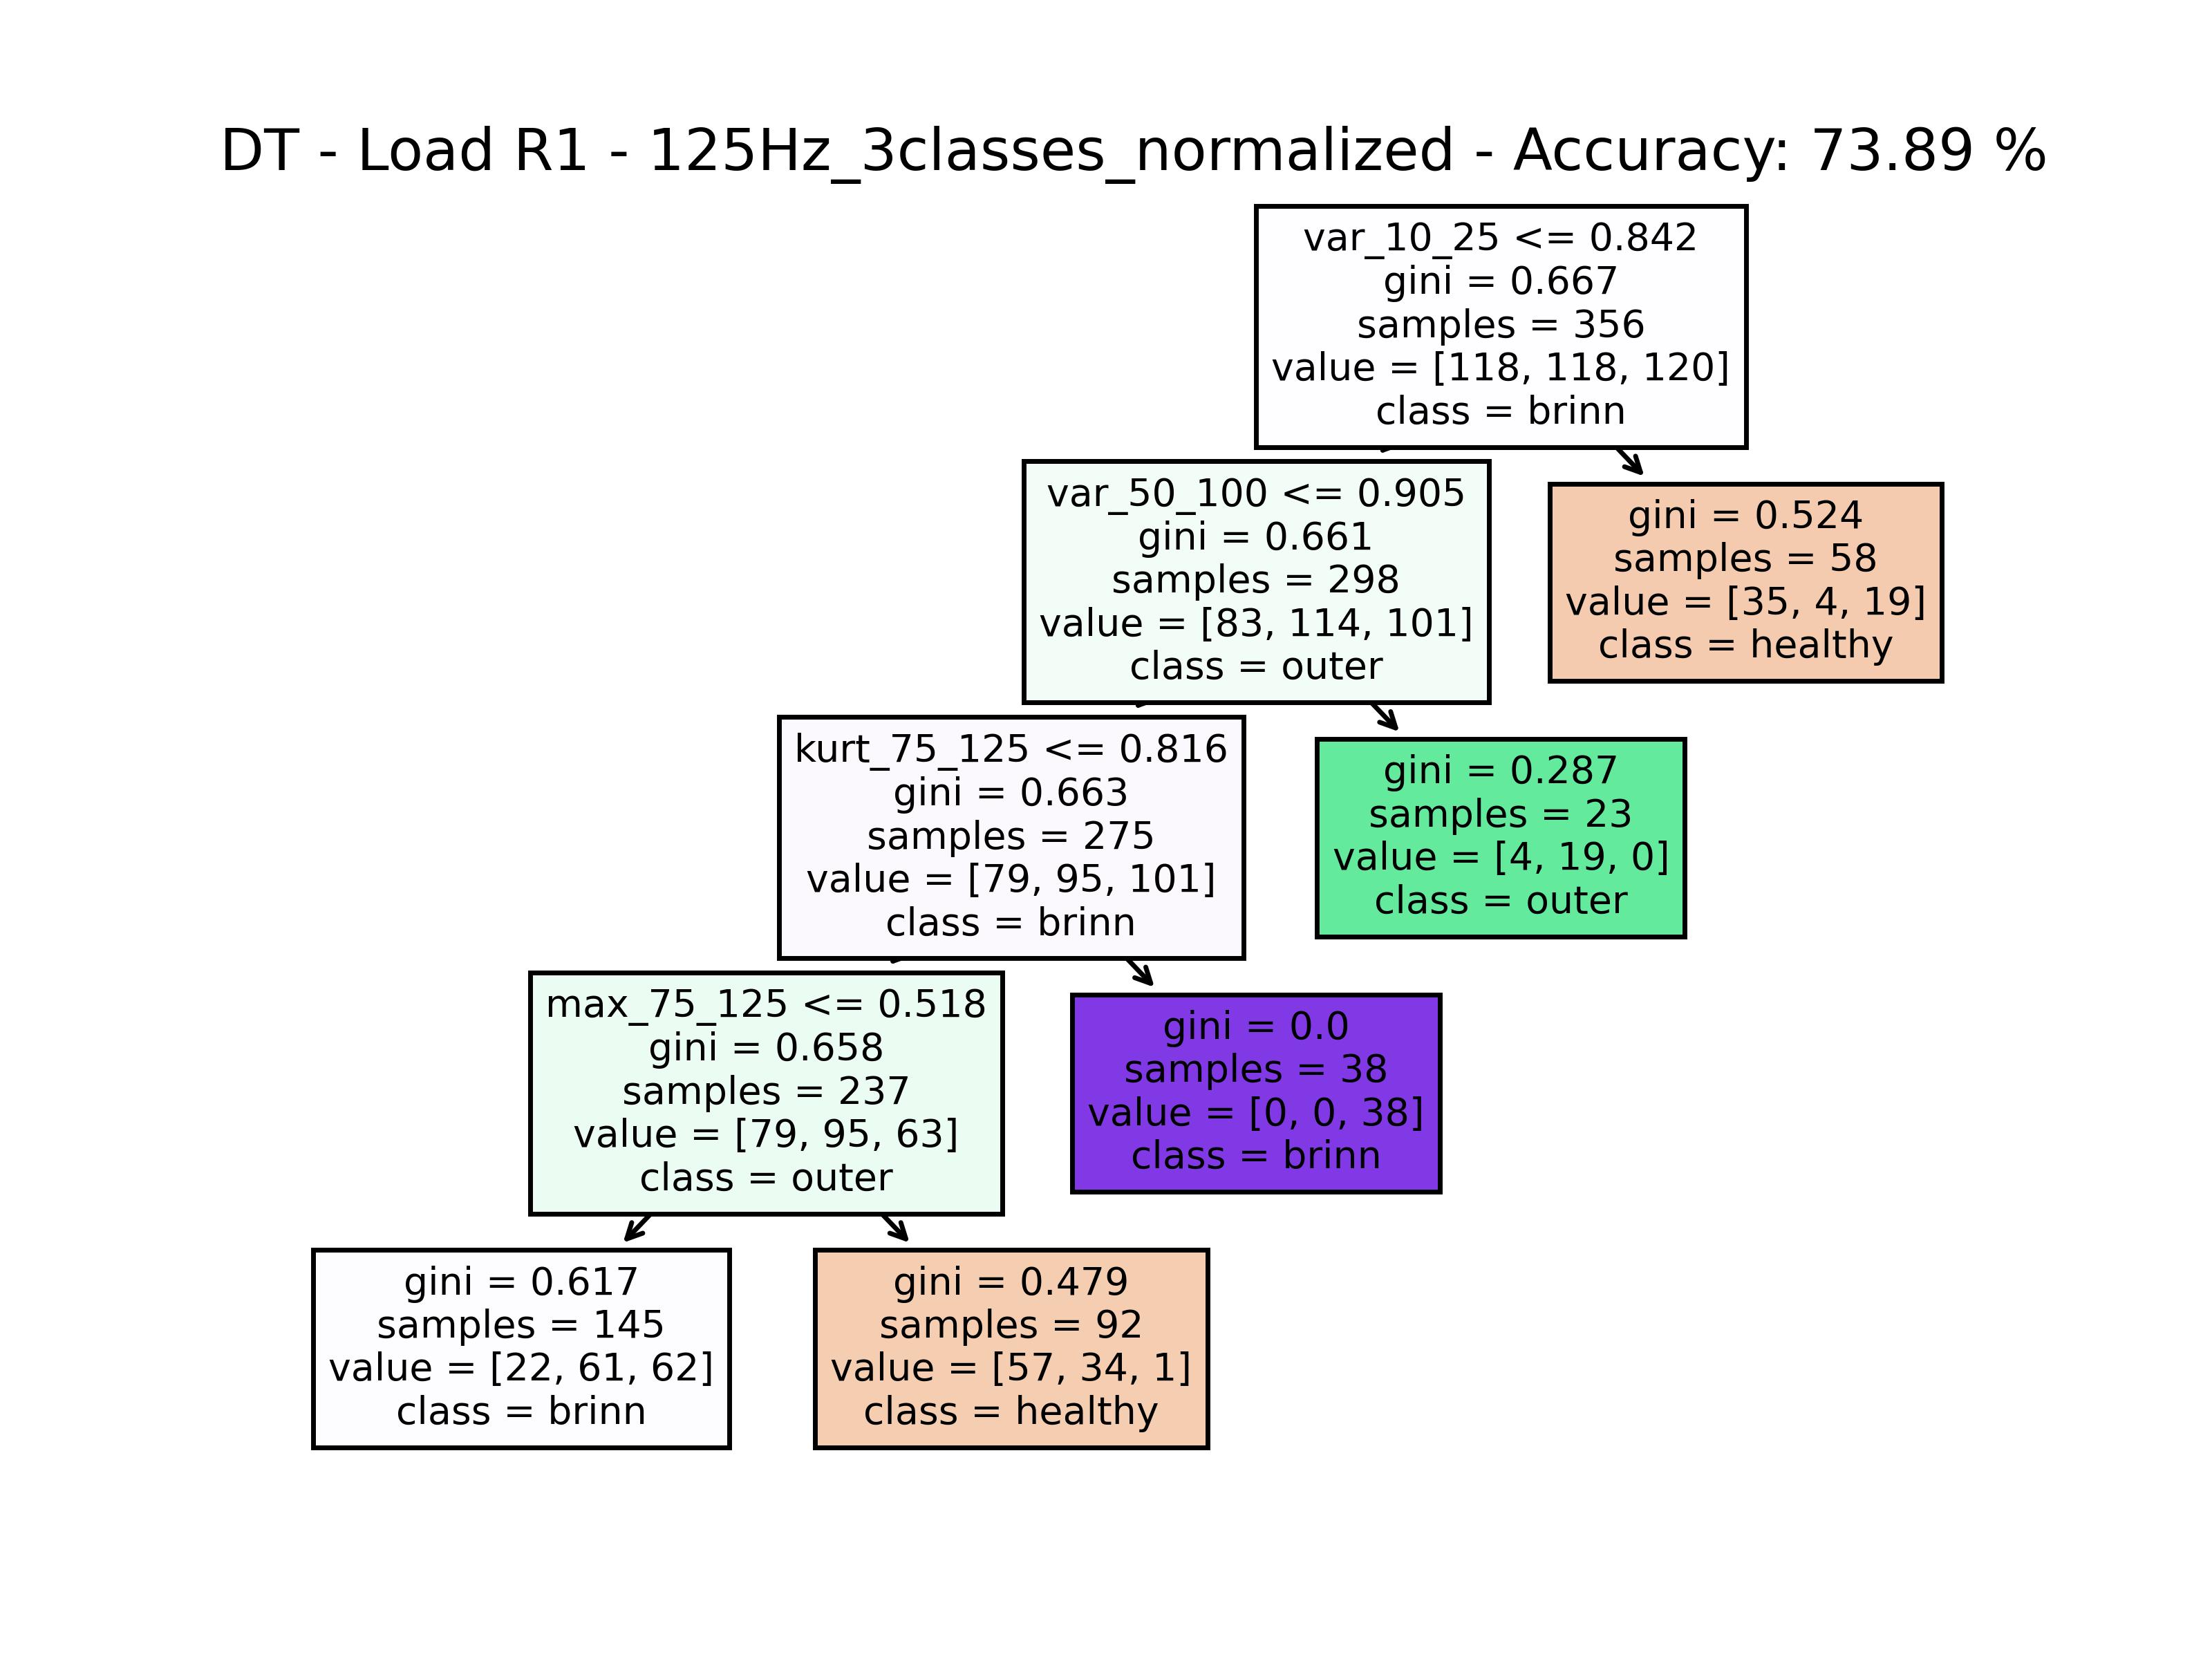 DT - Load R1 - 125Hz_3classes_normalized - Accuracy: 73.89 %
var_10_25 <= 0.842
gini = 0.667
samples = 356
value = [118, 118, 120]
class = brinn
var_50_100 <= 0.905
gini = 0.661
samples = 298
value = [83, 114, 101]
class = outer
gini = 0.524
samples = 58
value = [35, 4, 19]
class = healthy
kurt_75_125 <= 0.816
gini = 0.663
samples = 275
value = [79, 95, 101]
class = brinn
gini = 0.287
samples = 23
value = [4, 19, 0]
class = outer
max_75_125 <= 0.518
gini = 0.658
samples = 237
value = [79, 95, 63]
class = outer
gini = 0.0
samples = 38
value = [0, 0, 38]
class = brinn
gini = 0.617
samples = 145
value = [22, 61, 62]
class = brinn
gini = 0.479
samples = 92
value = [57, 34, 1]
class = healthy